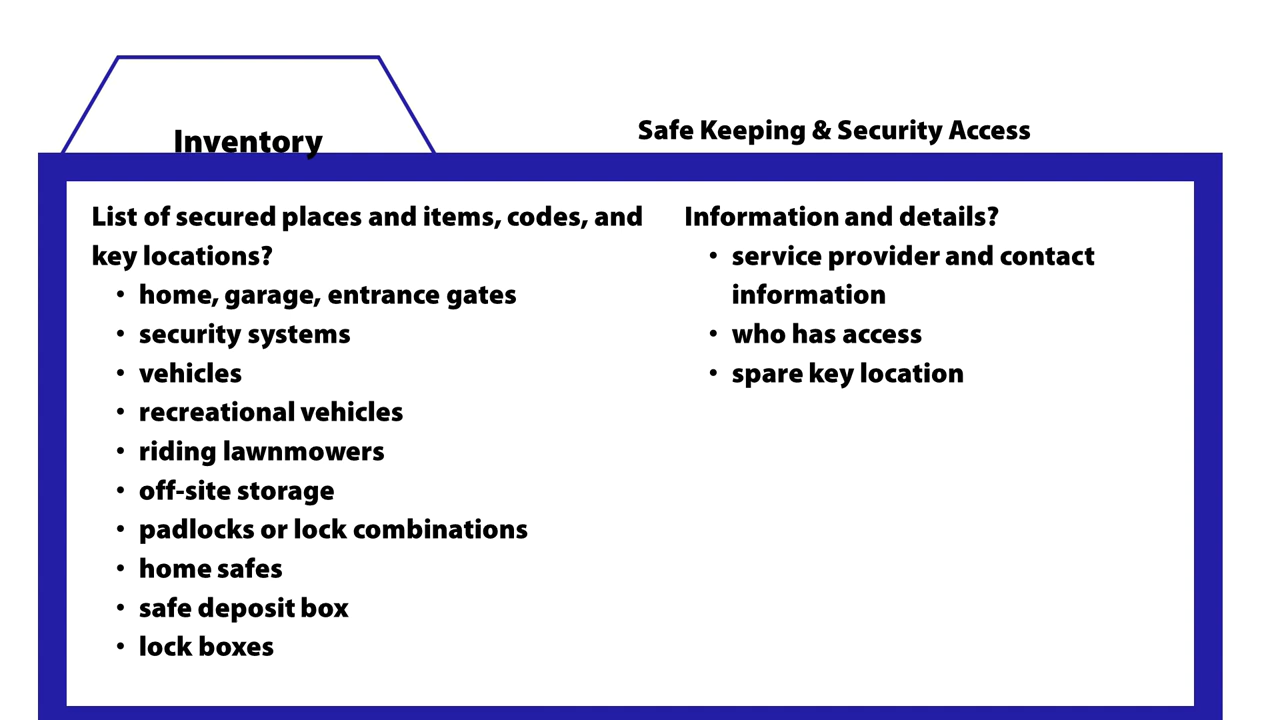 Inventory
Safe Keeping & Security Access
List of secured places and items, codes, and
key locations?
• home, garage, entrance gates
• security systems
• vehicles
• recreational vehicles
• riding lawnmowers
• off-site storage
• padlocks or lock combinations
• home safes
• safe deposit box
• lock boxes
Information and details?
• service provider and contact
information
• who has access
• spare key location